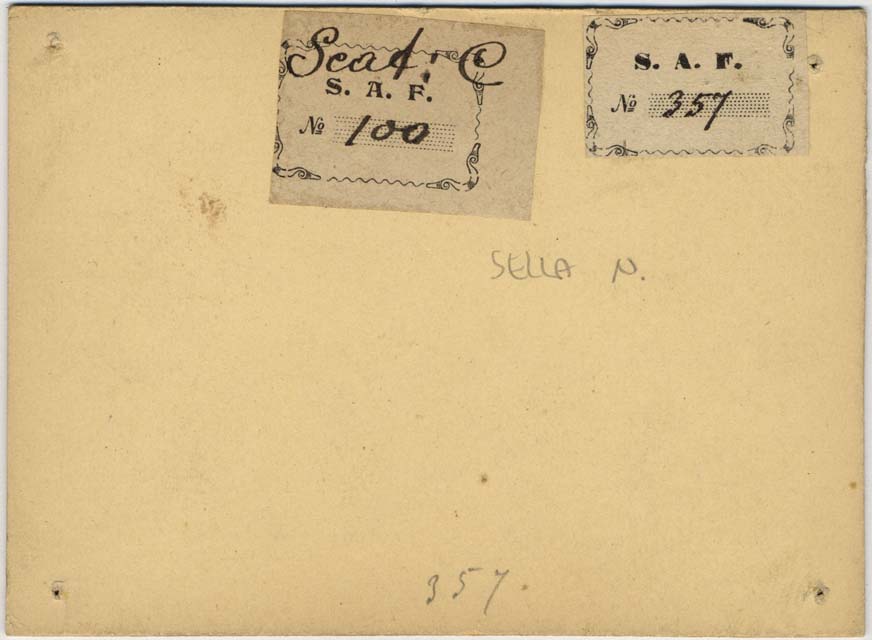 Scat. C
S. A. F.
№ 100
S. A. F.
№ 357
SELLA N.
357.